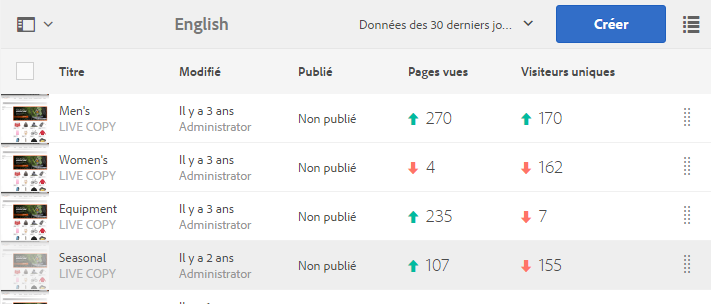 English
Données des 30 derniers jo...
Créer
Titre Modifié Publié Pages vues Visiteurs uniques
Men's Il y a 3 ans Non publié 270 170
LIVE COPY Administrator
Women's Il y a 3 ans Non publié 4 162
LIVE COPY Administrator
Equipment Il y a 3 ans Non publié 235 7
LIVE COPY Administrator
Seasonal Il y a 2 ans Non publié 107 155
LIVE COPY Administrator